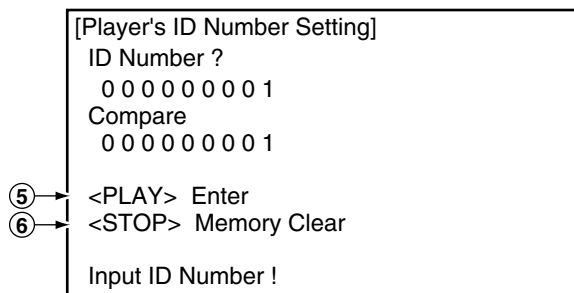 [Player's ID Number Setting]
ID Number ?
0 0 0 0 0 0 0 0 1
Compare
0 0 0 0 0 0 0 0 1
5 <PLAY> Enter
6 <STOP> Memory Clear
Input ID Number !